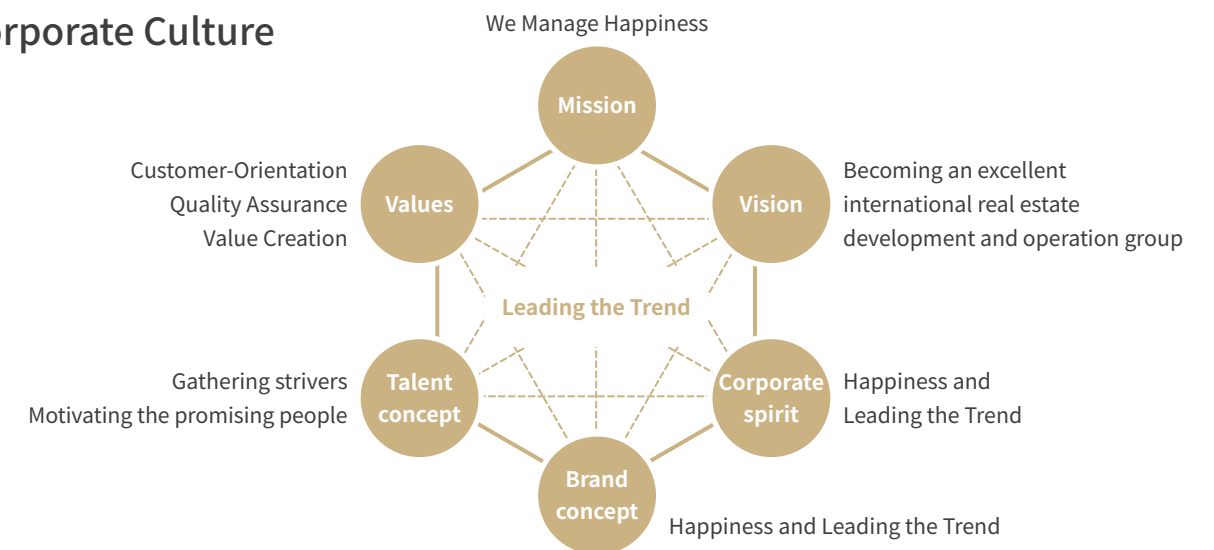 orporate Culture
We Manage Happiness
Mission
Customer-Orientation
Quality Assurance
Value Creation
Values
Vision
Becoming an excellent
international real estate
development and operation group
Leading the Trend
Gathering strivers
Motivating the promising people
Talent
concept
Corporate
spirit
Happiness and
Leading the Trend
Brand
concept
Happiness and Leading the Trend